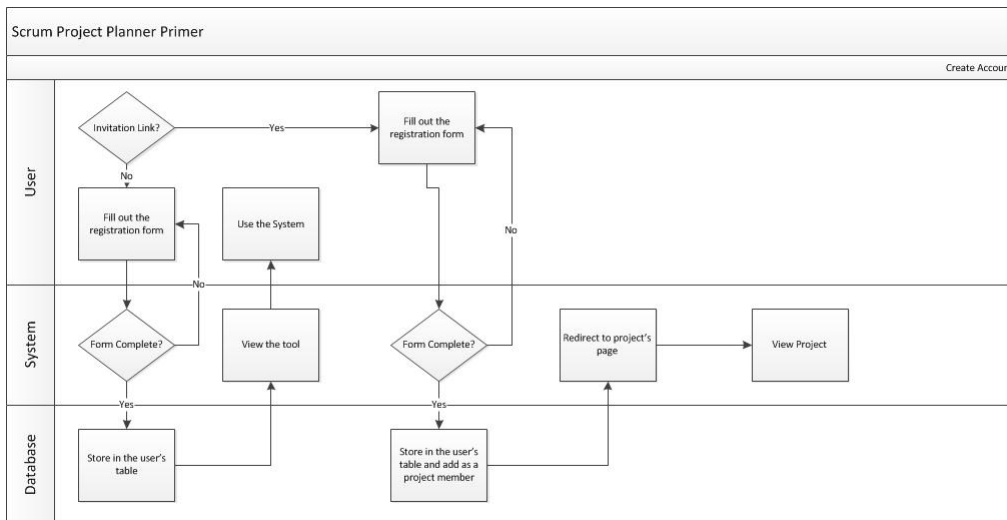 Scrum Project Planner Primer
Create Accoun
User
Invitation Link?
Yes
Fill out the
registration form
No
Fill out the
registration form
Use the System
No
No
System
Form Complete?
View the tool
Form Complete?
Redirect to project's
page
View Project
Yes
Yes
Database
Store in the user's
table
Store in the user's
table and add as a
project member